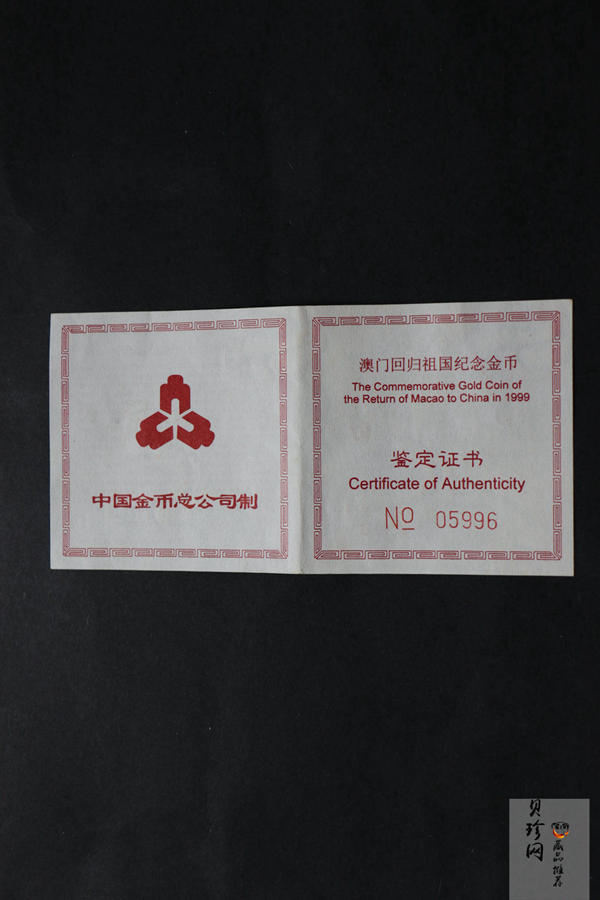 中国金币总公司制
澳门回归祖国纪念金币
The Commemorative Gold Coin of
the Return of Macao to China in 1999
鉴定证书
Certificate of Authenticity
No 05996
贝珍网
藏品推荐